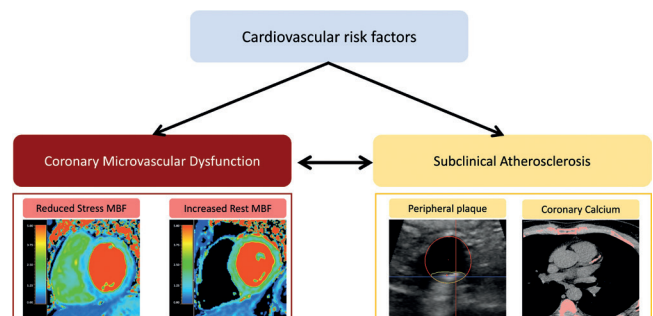 Cardiovascular risk factors
Coronary Microvascular Dysfunction
Subclinical Atherosclerosis
Reduced Stress MBF
Increased Rest MBF
Peripheral plaque
Coronary Calcium